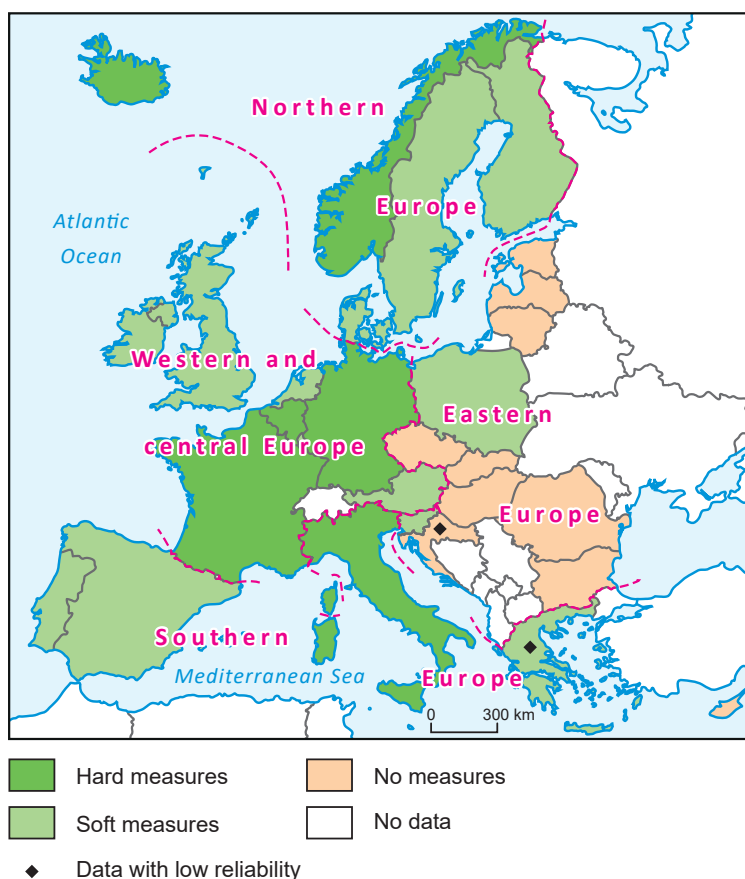 Northern
Europe
Atlantic
Ocean
Western and
central Europe
Eastern
Europe
Southern
Europe
Mediterranean Sea
0 300 km
Hard measures
No measures
Soft measures
No data
Data with low reliability